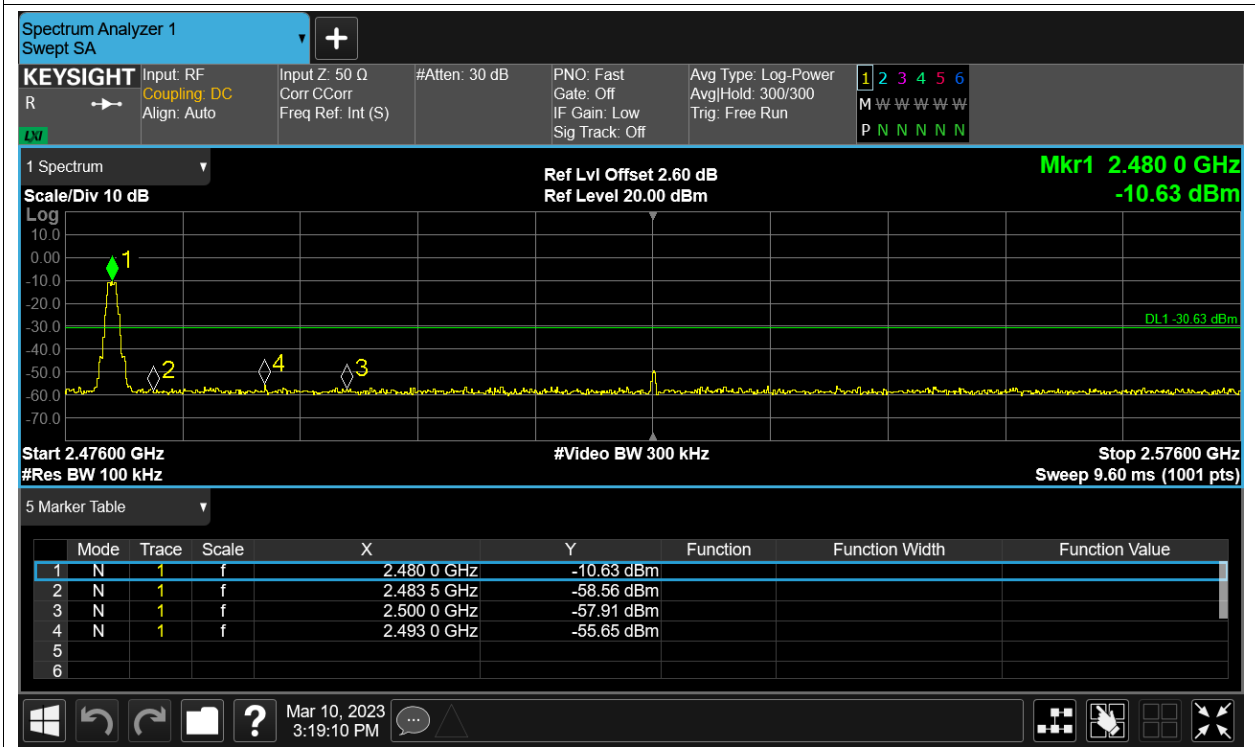 Spectrum Analyzer 1
Swept SA
+
KEYSIGHT Input: RF Input Z: 50 Ω #Atten: 30 dB PNO: Fast Avg Type: Log-Power 1 2 3 4 5 6
R Coupling: DC Corr CCorr Gate: Off Avg|Hold: 300/300 M W W W W W W
Align: Auto Freq Ref: Int (S) IF Gain: Low Trig: Free Run
LXI Sig Track: Off P N N N N N
1 Spectrum Ref Lvl Offset 2.60 dB Mkr1 2.480 0 GHz
Scale/Div 10 dB Ref Level 20.00 dBm -10.63 dBm
Log
10.0
0.00 1
-10.0
-20.0
-30.0 DL1 -30.63 dBm
-40.0
-50.0 2 4 3
-60.0
-70.0
Start 2.47600 GHz #Video BW 300 kHz Stop 2.57600 GHz
#Res BW 100 kHz Sweep 9.60 ms (1001 pts)
5 Marker Table
Mode Trace Scale X Y Function Function Width Function Value
1 N 1 f 2.480 0 GHz -10.63 dBm
2 N 1 f 2.483 5 GHz -58.56 dBm
3 N 1 f 2.500 0 GHz -57.91 dBm
4 N 1 f 2.493 0 GHz -55.65 dBm
5
6
? Mar 10, 2023
3:19:10 PM